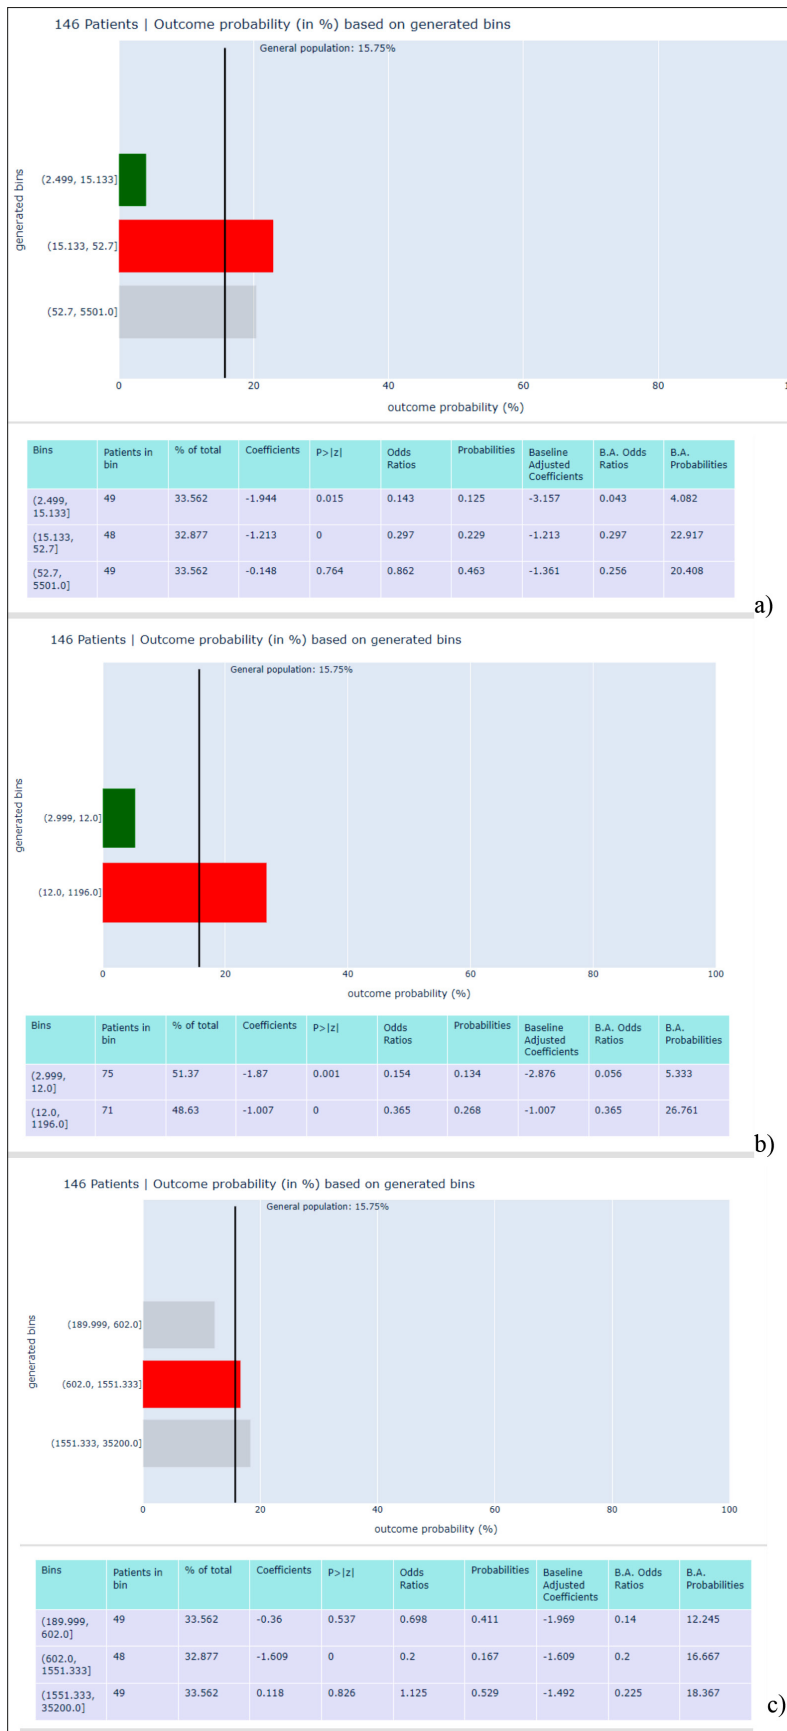 146 Patients | Outcome probability (in %) based on generated bins
General population: 15.75%
generated bins
(2.499, 15.133]
(15.133, 52.7]
(52.7, 5501.0]
0 20 40 60 80
outcome probability (%)
Bins Patients in bin % of total Coefficients P>|z| Odds Ratios Probabilities Baseline Adjusted Coefficients B.A. Odds Ratios B.A. Probabilities
(2.499, 15.133] 49 33.562 -1.944 0.015 0.143 0.125 -3.157 0.043 4.082
(15.133, 52.7] 48 32.877 -1.213 0 0.297 0.229 -1.213 0.297 22.917
(52.7, 5501.0] 49 33.562 -0.148 0.764 0.862 0.463 -1.361 0.256 20.408
a)
146 Patients | Outcome probability (in %) based on generated bins
General population: 15.75%
generated bins
(2.999, 12.0]
(12.0, 1196.0]
0 20 40 60 80 100
outcome probability (%)
Bins Patients in bin % of total Coefficients P>|z| Odds Ratios Probabilities Baseline Adjusted Coefficients B.A. Odds Ratios B.A. Probabilities
(2.999, 12.0] 75 51.37 -1.87 0.001 0.154 0.134 -2.876 0.056 5.333
(12.0, 1196.0] 71 48.63 -1.007 0 0.365 0.268 -1.007 0.365 26.761
b)
146 Patients | Outcome probability (in %) based on generated bins
General population: 15.75%
generated bins
(189.999, 602.0]
(602.0, 1551.333]
(1551.333, 35200.0]
0 20 40 60 80 100
outcome probability (%)
Bins Patients in bin % of total Coefficients P>|z| Odds Ratios Probabilities Baseline Adjusted Coefficients B.A. Odds Ratios B.A. Probabilities
(189.999, 602.0] 49 33.562 -0.36 0.537 0.698 0.411 -1.969 0.14 12.245
(602.0, 1551.333] 48 32.877 -1.609 0 0.2 0.167 -1.609 0.2 16.667
(1551.333, 35200.0] 49 33.562 0.118 0.826 1.125 0.529 -1.492 0.225 18.367
c)